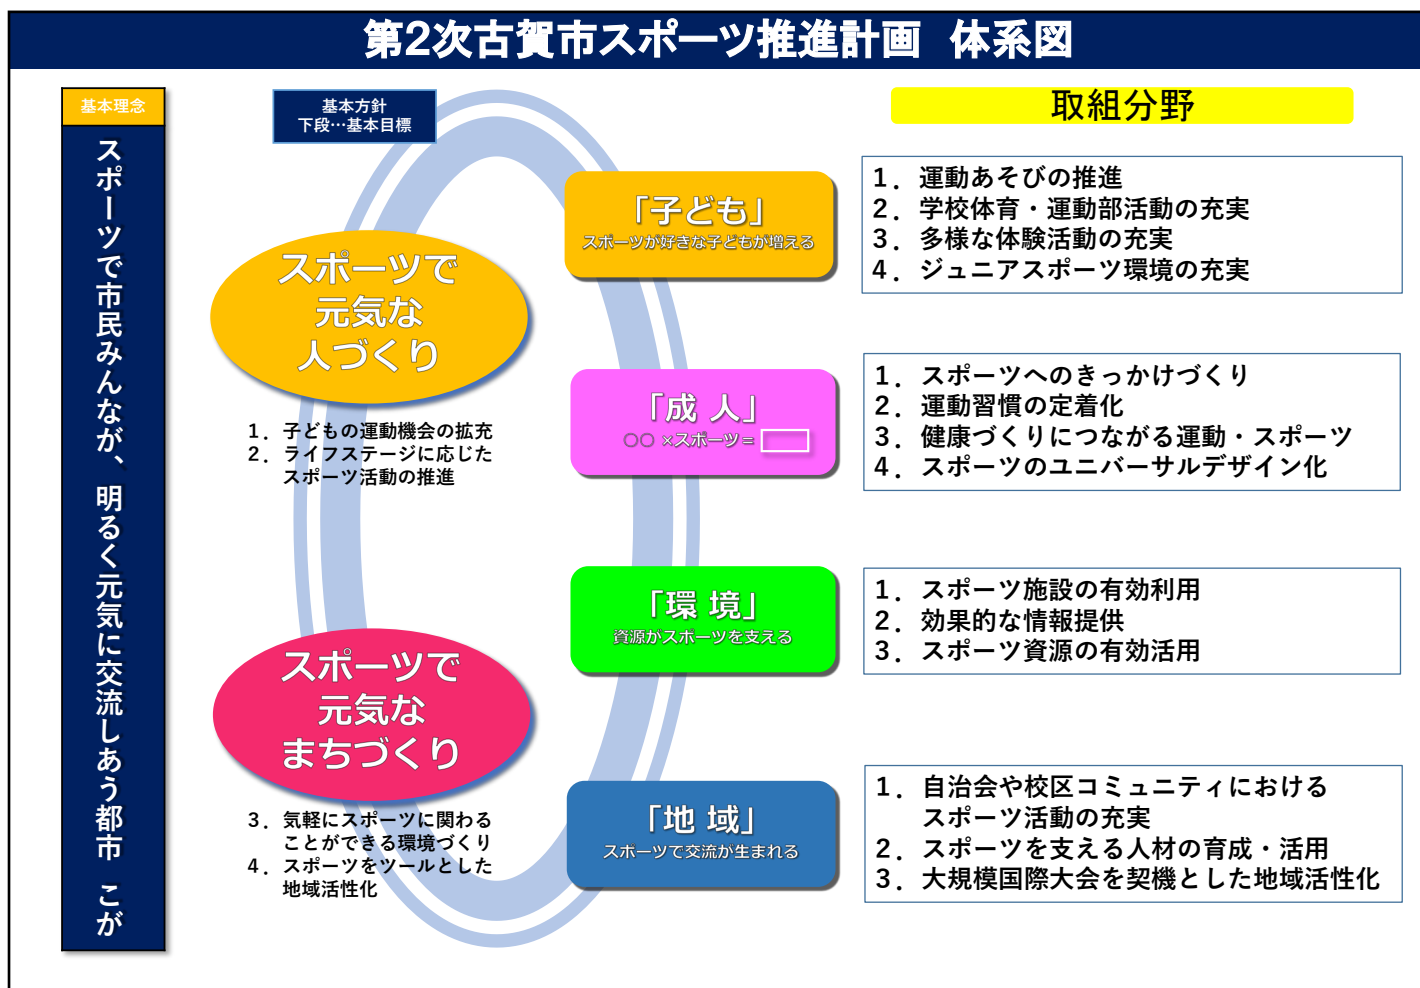 第2次古賀市スポーツ推進計画　体系図
基本理念
スポーツで市民みんなが、明るく元気に交流しあう都市　こが
基本方針
下段…基本目標
スポーツで
元気な
人づくり
1．子どもの運動機会の拡充
2．ライフステージに応じた
スポーツ活動の推進
スポーツで
元気な
まちづくり
3．気軽にスポーツに関わる
ことができる環境づくり
4．スポーツをツールとした
地域活性化
取組分野
「子ども」
スポーツが好きな子どもが増える
1．運動あそびの推進
2．学校体育・運動部活動の充実
3．多様な体験活動の充実
4．ジュニアスポーツ環境の充実
「成 人」
〇〇 ×スポーツ=
1．スポーツへのきっかけづくり
2．運動習慣の定着化
3．健康づくりにつながる運動・スポーツ
4．スポーツのユニバーサルデザイン化
「環 境」
資源がスポーツを支える
1．スポーツ施設の有効利用
2．効果的な情報提供
3．スポーツ資源の有効活用
「地 域」
スポーツで交流が生まれる
1．自治会や校区コミュニティにおける
スポーツ活動の充実
2．スポーツを支える人材の育成・活用
3．大規模国際大会を契機とした地域活性化